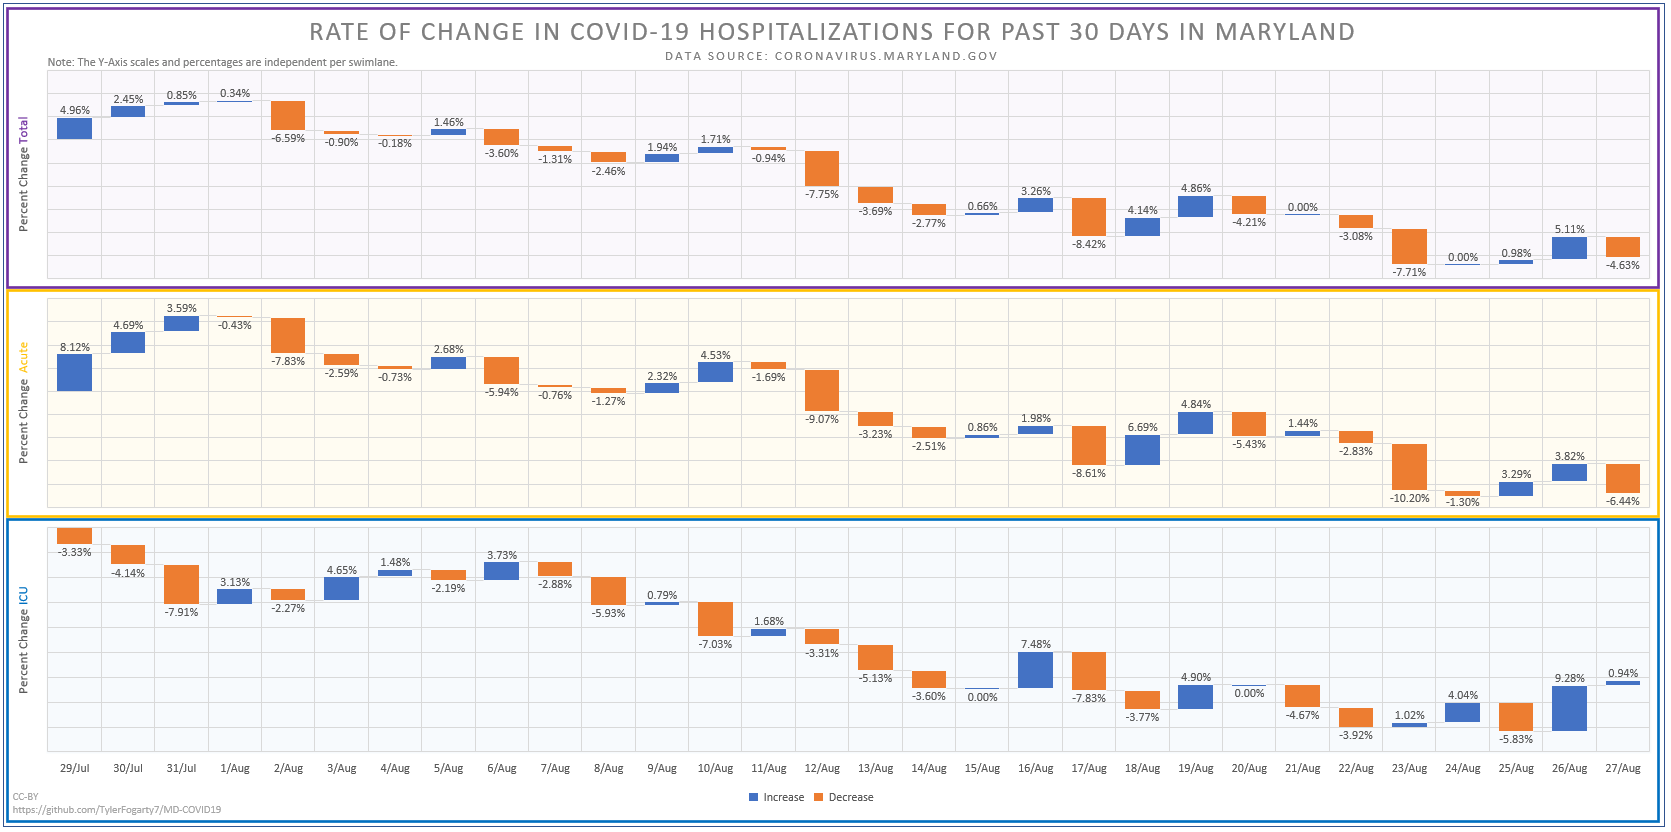 RATE OF CHANGE IN COVID-19 HOSPITALIZATIONS FOR PAST 30 DAYS IN MARYLAND
DATA SOURCE: CORONAVIRUS.MARYLAND.GOV
Note: The Y-Axis scales and percentages are independent per swimlane.
Percent Change Total
4.96% 2.45% 0.85% 0.34% -6.59% -0.90% -0.18% 1.46% -3.60% -1.31% -2.46% 1.94% 1.71% -0.94% -7.75% -3.69% -2.77% 0.66% 3.26% -8.42% 4.14% 4.86% -4.21% 0.00% -3.08% -7.71% 0.00% 0.98% 5.11% -4.63%
Percent Change Acute
8.12% 4.69% 3.59% -0.43% -7.83% -2.59% -0.73% 2.68% -5.94% -0.76% -1.27% 2.32% 4.53% -1.69% -9.07% -3.23% -2.51% 0.86% 1.98% -8.61% 6.69% 4.84% -5.43% 1.44% -2.83% -10.20% -1.30% 3.29% 3.82% -6.44%
Percent Change ICU
-3.33% -4.14% -7.91% 3.13% -2.27% 4.65% 1.48% -2.19% 3.73% -2.88% -5.93% 0.79% -7.03% 1.68% -3.31% -5.13% -3.60% 0.00% 7.48% -7.83% -3.77% 4.90% 0.00% -4.67% -3.92% 1.02% 4.04% -5.83% 9.28% 0.94%
29/Jul 30/Jul 31/Jul 1/Aug 2/Aug 3/Aug 4/Aug 5/Aug 6/Aug 7/Aug 8/Aug 9/Aug 10/Aug 11/Aug 12/Aug 13/Aug 14/Aug 15/Aug 16/Aug 17/Aug 18/Aug 19/Aug 20/Aug 21/Aug 22/Aug 23/Aug 24/Aug 25/Aug 26/Aug 27/Aug
Increase Decrease
CC-BY
https://github.com/TylerFogarty7/MD-COVID19